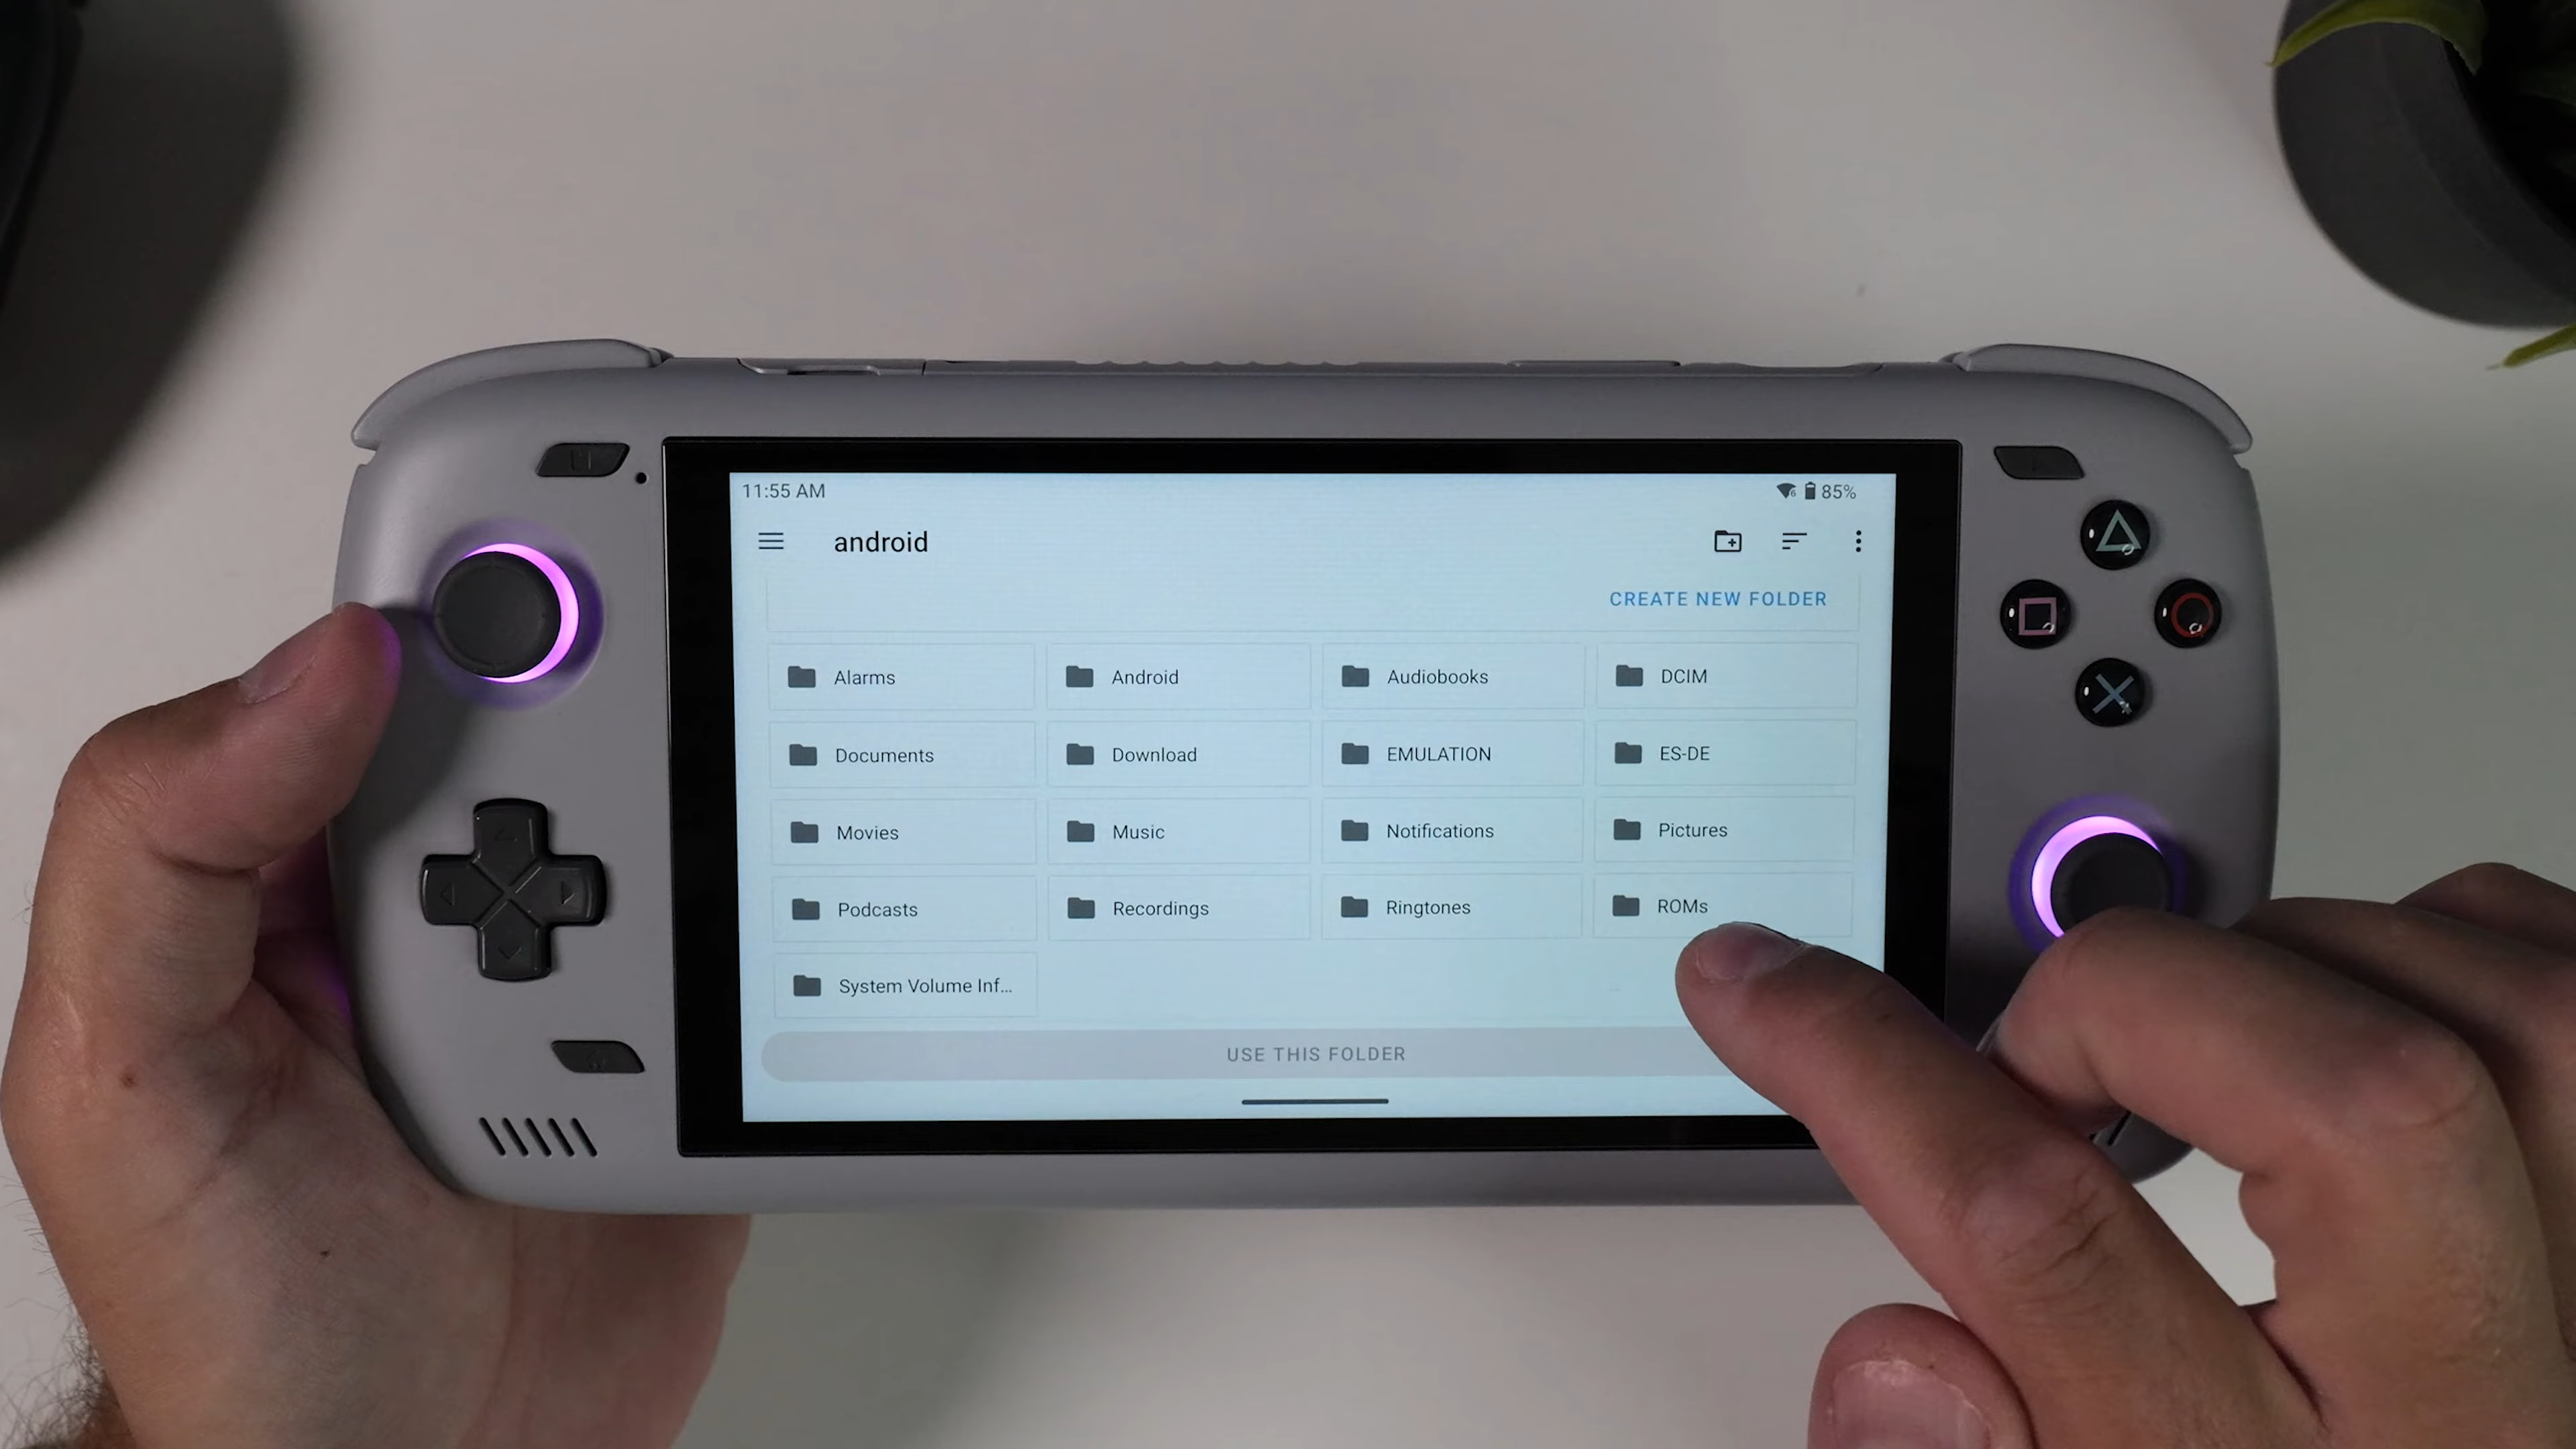 11:55 AM
85%
android
CREATE NEW FOLDER
Alarms
Android
Audiobooks
DCIM
Documents
Download
EMULATION
ES-DE
Movies
Music
Notifications
Pictures
Podcasts
Recordings
Ringtones
ROMs
System Volume Inf...
USE THIS FOLDER